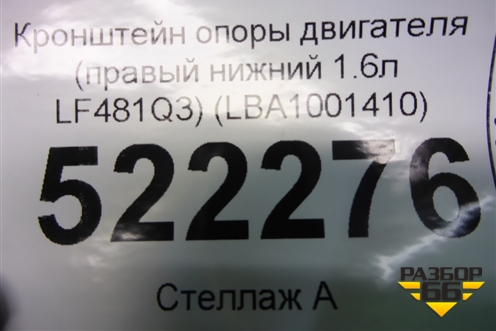 Кронштейн опоры двигателя
(правый нижний 1.6л
LF481Q3) (LBA1001410)
522276
Стеллаж А
РАЗБОР
66